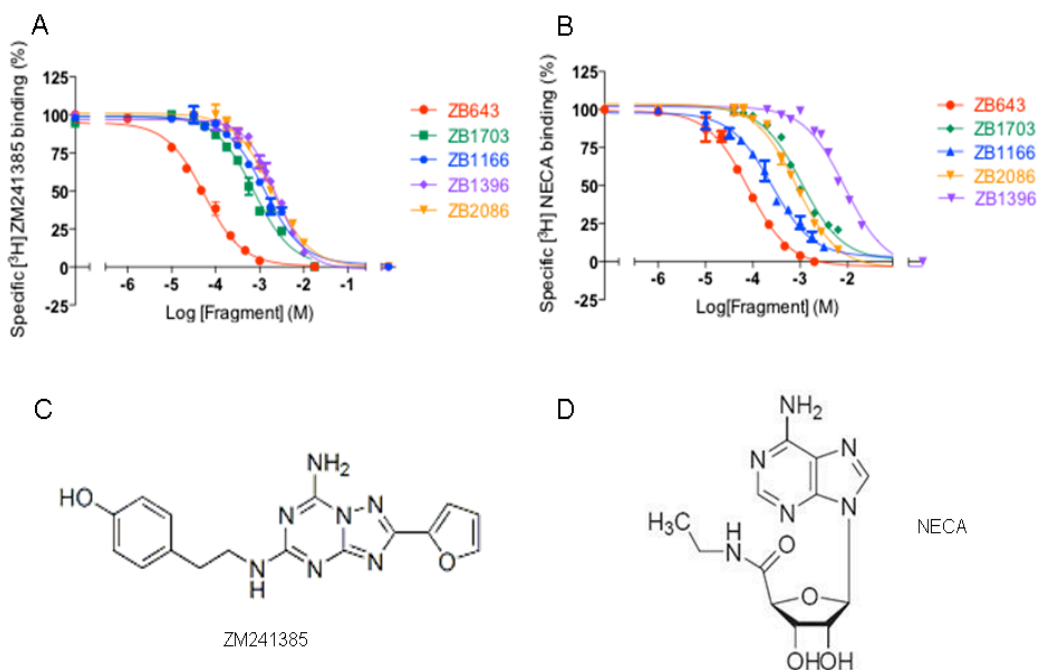 A
Specific [³H] ZM241385 binding (%)
125
100
75
50
25
0
-25
-6
-5
-4
-3
-2
-1
Log [Fragment] (M)
ZB643
ZB1703
ZB1166
ZB1396
ZB2086
B
Specific [³H] NECA binding (%)
125
100
75
50
25
0
-25
-6
-5
-4
-3
-2
Log[Fragment] (M)
ZB643
ZB1703
ZB1166
ZB2086
ZB1396
C
NH₂
HO
N
N
N
N
N
N
N
H
O
ZM241385
D
NH₂
N
N
N
N
H₃C
H
N
O
O
OHOH
NECA